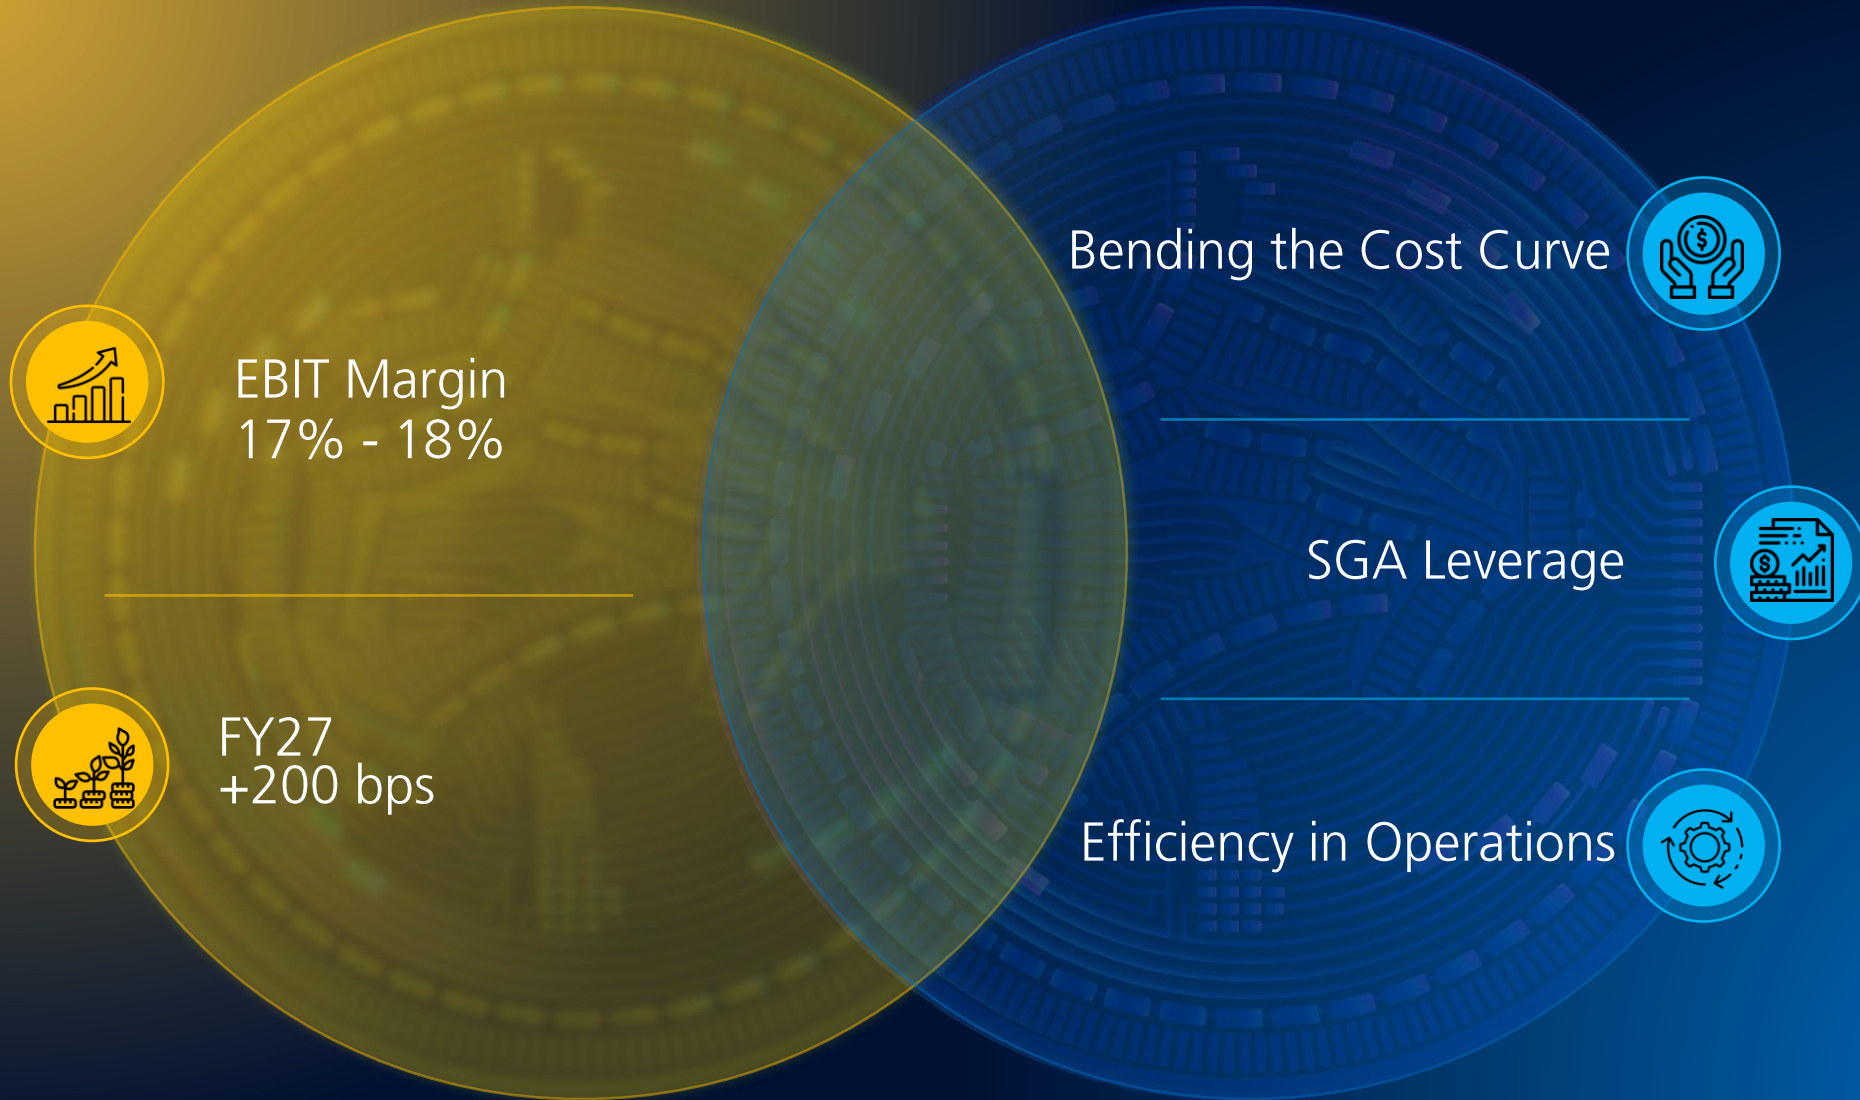 EBIT Margin
17% - 18%
FY27
+200 bps
Bending the Cost Curve
SGA Leverage
Efficiency in Operations